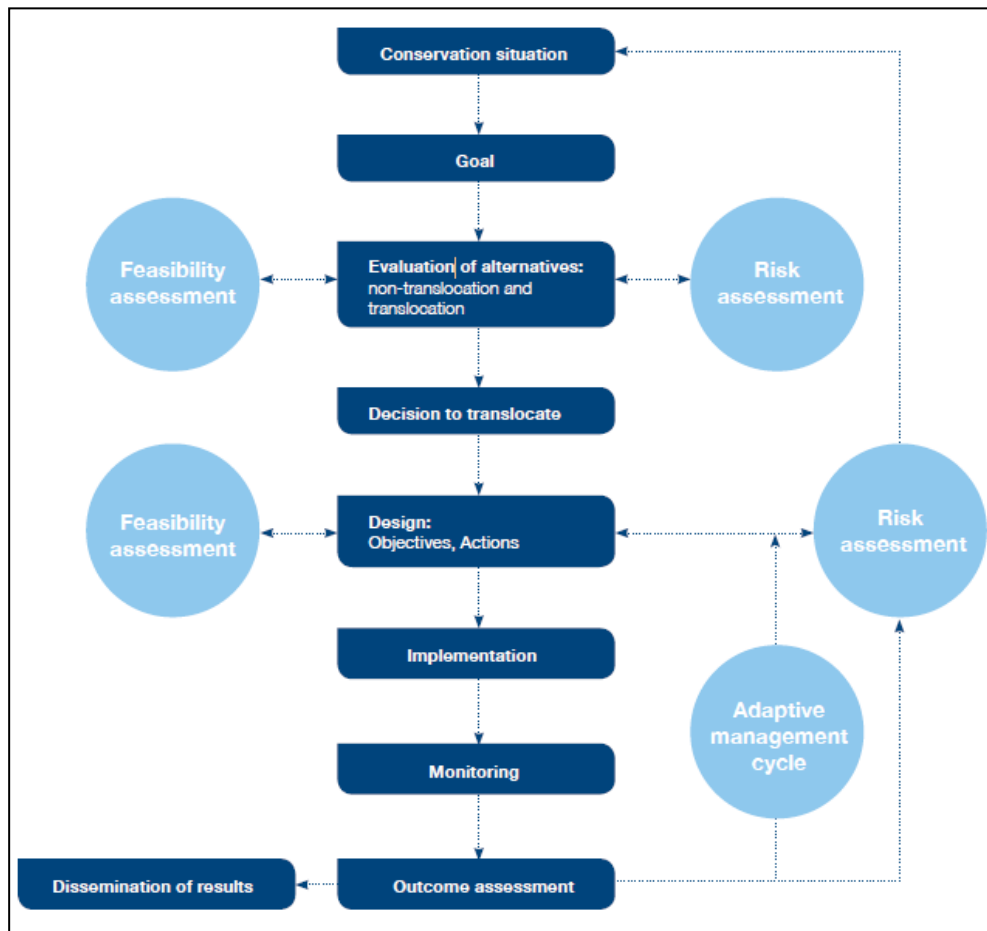 Conservation situation
Goal
Feasibility
assessment
Evaluation of alternatives:
non-translocation and
translocation
Risk
assessment
Decision to translocate
Feasibility
assessment
Design:
Objectives, Actions
Risk
assessment
Implementation
Adaptive
management
cycle
Monitoring
Dissemination of results
Outcome assessment